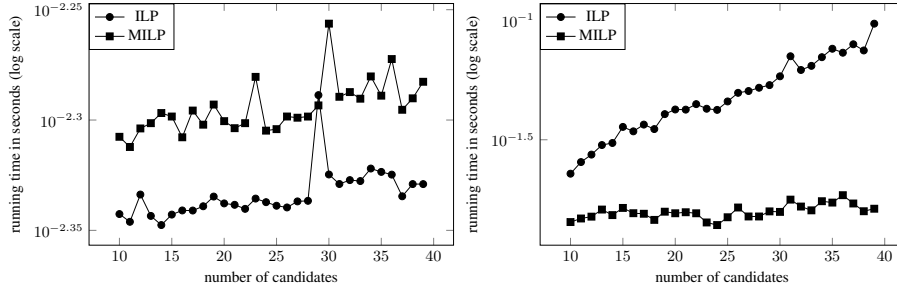 running time in seconds (log scale)
10^−2.25
10^−2.3
10^−2.35
ILP
MILP
10 15 20 25 30 35 40
number of candidates
running time in seconds (log scale)
10^−1
10^−1.5
ILP
MILP
10 15 20 25 30 35 40
number of candidates